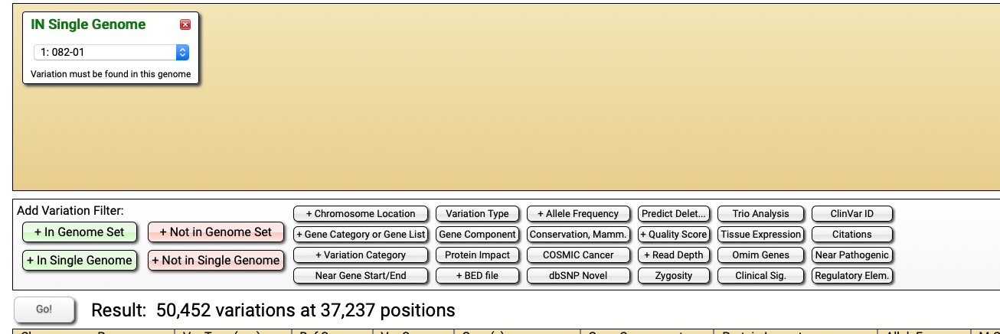 IN Single Genome
1: 082-01
Variation must be found in this genome
Add Variation Filter:
+ In Genome Set
+ Not in Genome Set
+ In Single Genome
+ Not in Single Genome
+ Chromosome Location
Variation Type
+ Allele Frequency
Predict Delet...
Trio Analysis
ClinVar ID
+ Gene Category or Gene List
Gene Component
Conservation, Mamm.
+ Quality Score
Tissue Expression
Citations
+ Variation Category
Protein Impact
COSMIC Cancer
+ Read Depth
Omim Genes
Near Pathogenic
Near Gene Start/End
+ BED file
dbSNP Novel
Zygosity
Clinical Sig.
Regulatory Elem.
Go!
Result: 50,452 variations at 37,237 positions